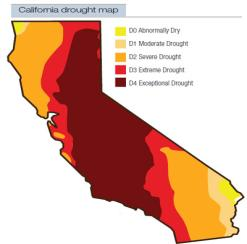 California drought map
D0 Abnormally Dry
D1 Moderate Drought
D2 Severe Drought
D3 Extreme Drought
D4 Exceptional Drought